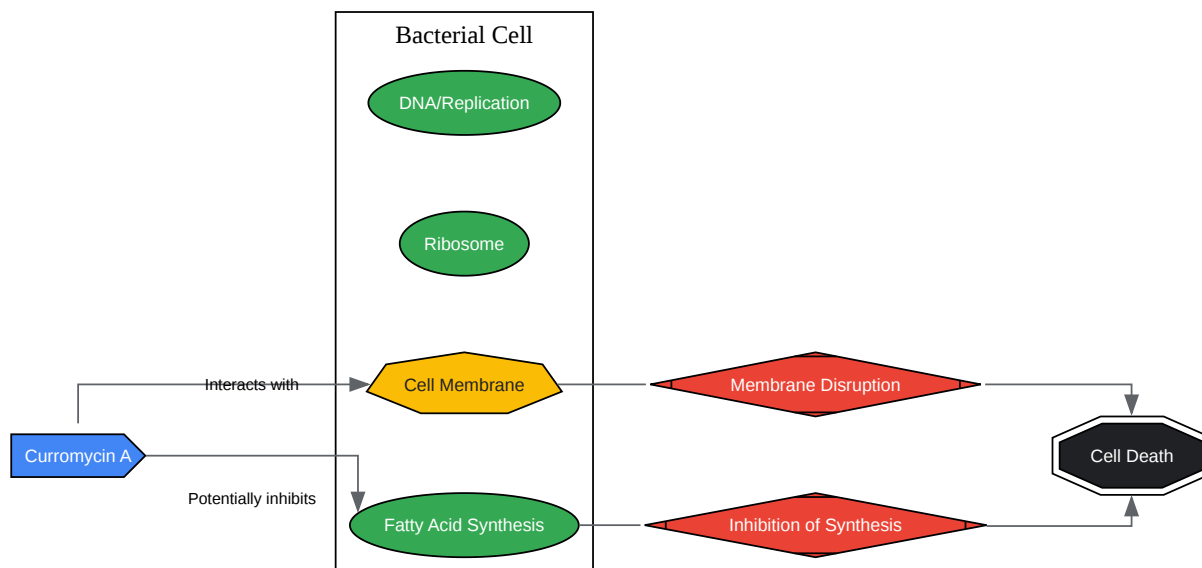 Bacterial Cell
DNA/Replication
Ribosome
Interacts with
Cell Membrane
Membrane Disruption
Curromycin A
Cell Death
Potentially inhibits
Fatty Acid Synthesis
Inhibition of Synthesis